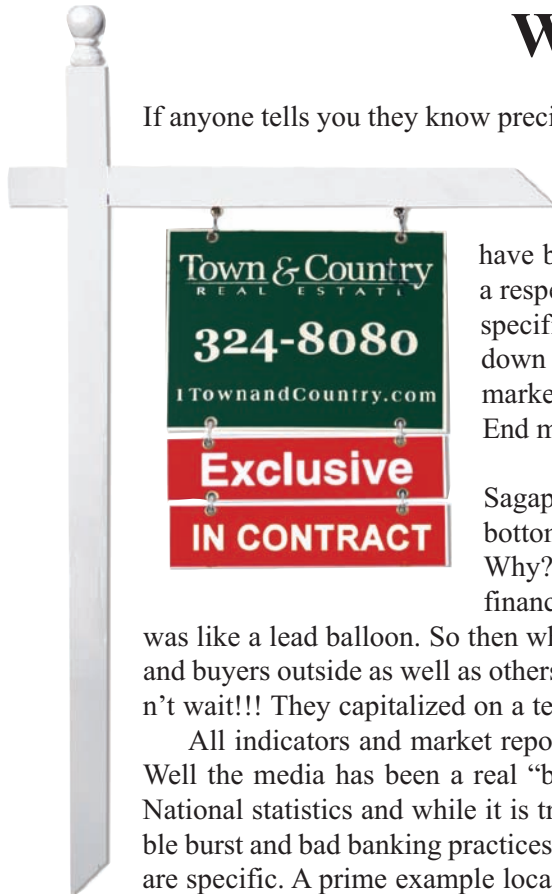 W
If anyone tells you they know preci
Town & Country
REAL ESTATE
324-8080
1TownandCountry.com
Exclusive
IN CONTRACT
have b
a respo
specifi
down
marke
End m
Sagap
bottom
Why?
financ
was like a lead balloon. So then wh
and buyers outside as well as others
n't wait!!! They capitalized on a te
All indicators and market repo
Well the media has been a real “b
National statistics and while it is tr
ble burst and bad banking practices
are specific. A prime example loca